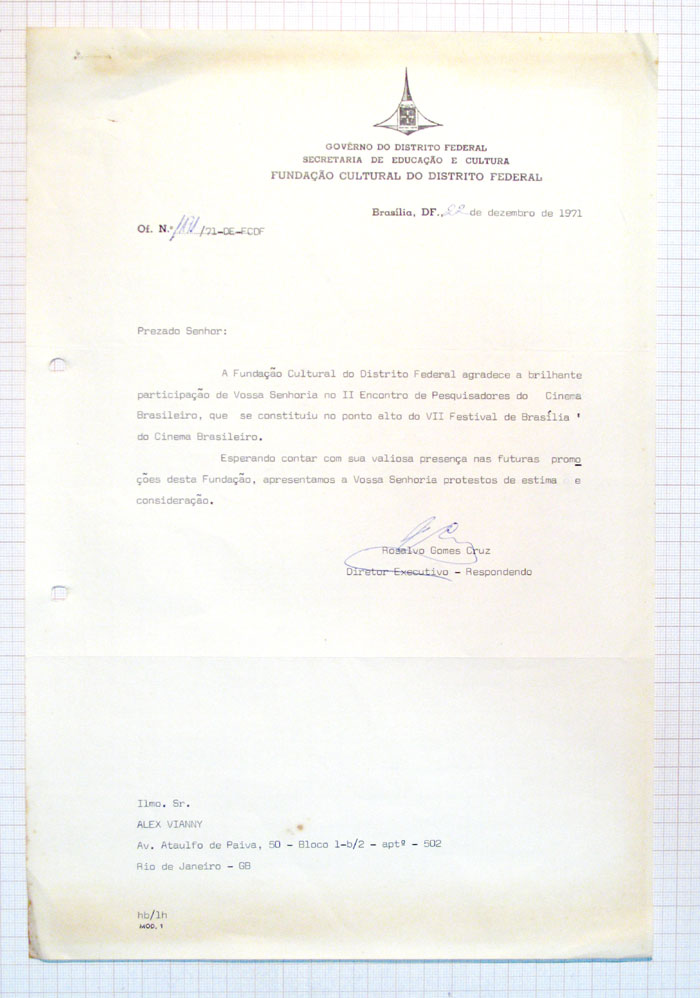 GOVÊRNO DO DISTRITO FEDERAL
SECRETARIA DE EDUCAÇÃO E CULTURA
FUNDAÇÃO CULTURAL DO DISTRITO FEDERAL
Brasília, DF., 22 de dezembro de 1971
Of. N.º /71-DE-FCDF
Prezado Senhor:
A Fundação Cultural do Distrito Federal agradece a brilhante
participação de Vossa Senhoria no II Encontro de Pesquisadores do Cinema
Brasileiro, que se constituiu no ponto alto do VII Festival de Brasília '
do Cinema Brasileiro.
Esperando contar com sua valiosa presença nas futuras promo
ções desta Fundação, apresentamos a Vossa Senhoria protestos de estima e
consideração.
Rosalvo Gomes Cruz
Diretor Executivo - Respondendo
Ilmo. Sr.
ALEX VIANNY
Av. Ataulfo de Paiva, 50 - Bloco 1-b/2 - aptº - 502
Rio de Janeiro - GB
hb/lh
MOD. 1